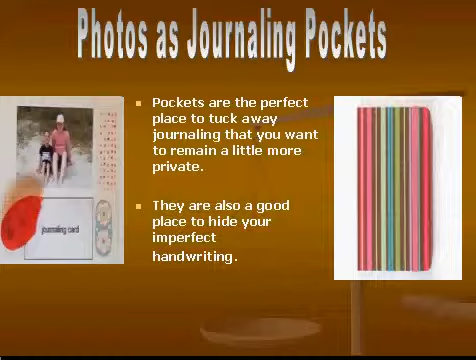 Photos as Journaling Pockets
Pockets are the perfect
place to tuck away
journaling that you want
to remain a little more
private.
They are also a good
place to hide your
imperfect
handwriting.
journaling card